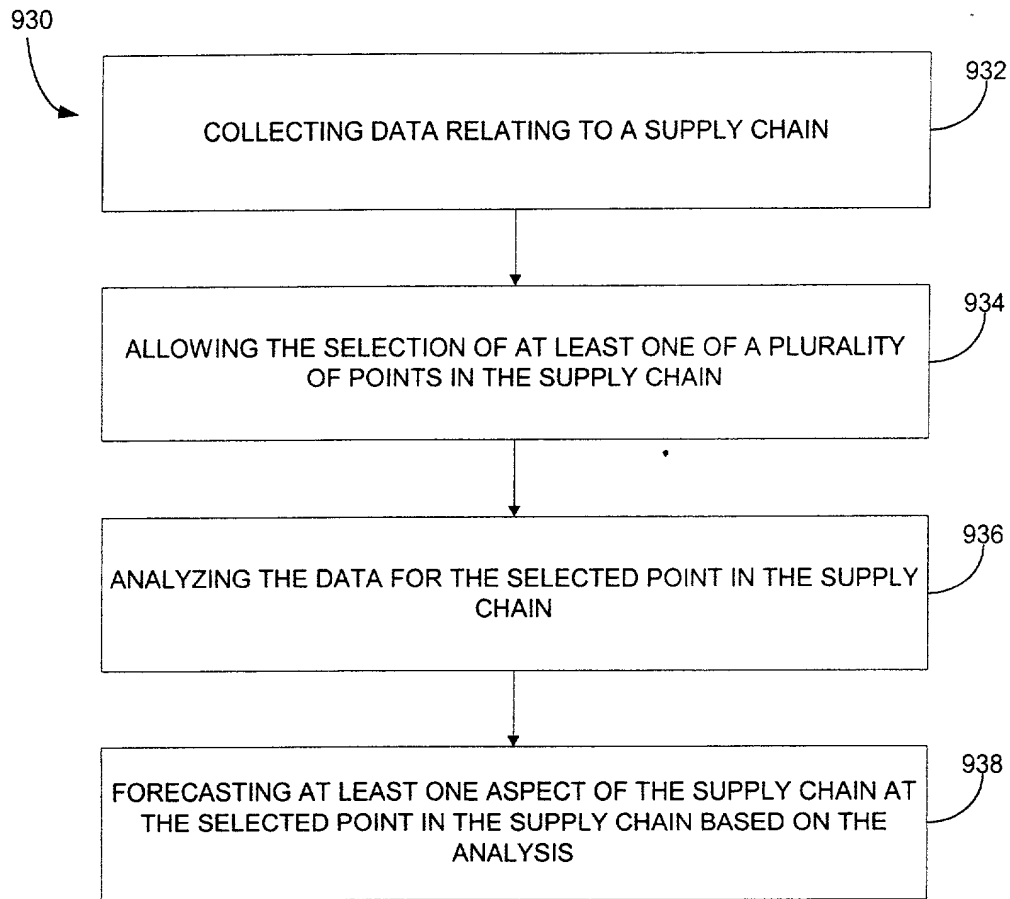 930
932
COLLECTING DATA RELATING TO A SUPPLY CHAIN
934
ALLOWING THE SELECTION OF AT LEAST ONE OF A PLURALITY
OF POINTS IN THE SUPPLY CHAIN
936
ANALYZING THE DATA FOR THE SELECTED POINT IN THE SUPPLY
CHAIN
938
FORECASTING AT LEAST ONE ASPECT OF THE SUPPLY CHAIN AT
THE SELECTED POINT IN THE SUPPLY CHAIN BASED ON THE
ANALYSIS